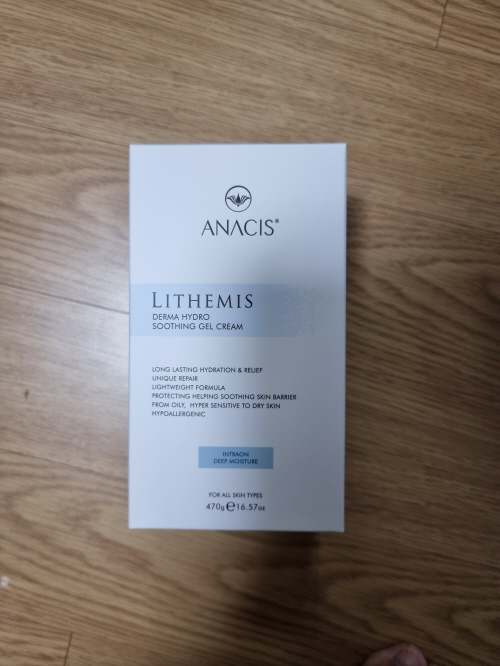 ANACIS®
LITHEMIS
DERMA HYDRO
SOOTHING GEL CREAM
LONG LASTING HYDRATION & RELIEF
UNIQUE REPAIR
LIGHTWEIGHT FORMULA
PROTECTING HELPING SOOTHING SKIN BARRIER
FROM OILY, HYPER SENSITIVE TO DRY SKIN
HYPOALLERGENIC
INTRAON
DEEP MOISTURE
FOR ALL SKIN TYPES
470g ℮ 16.57oz